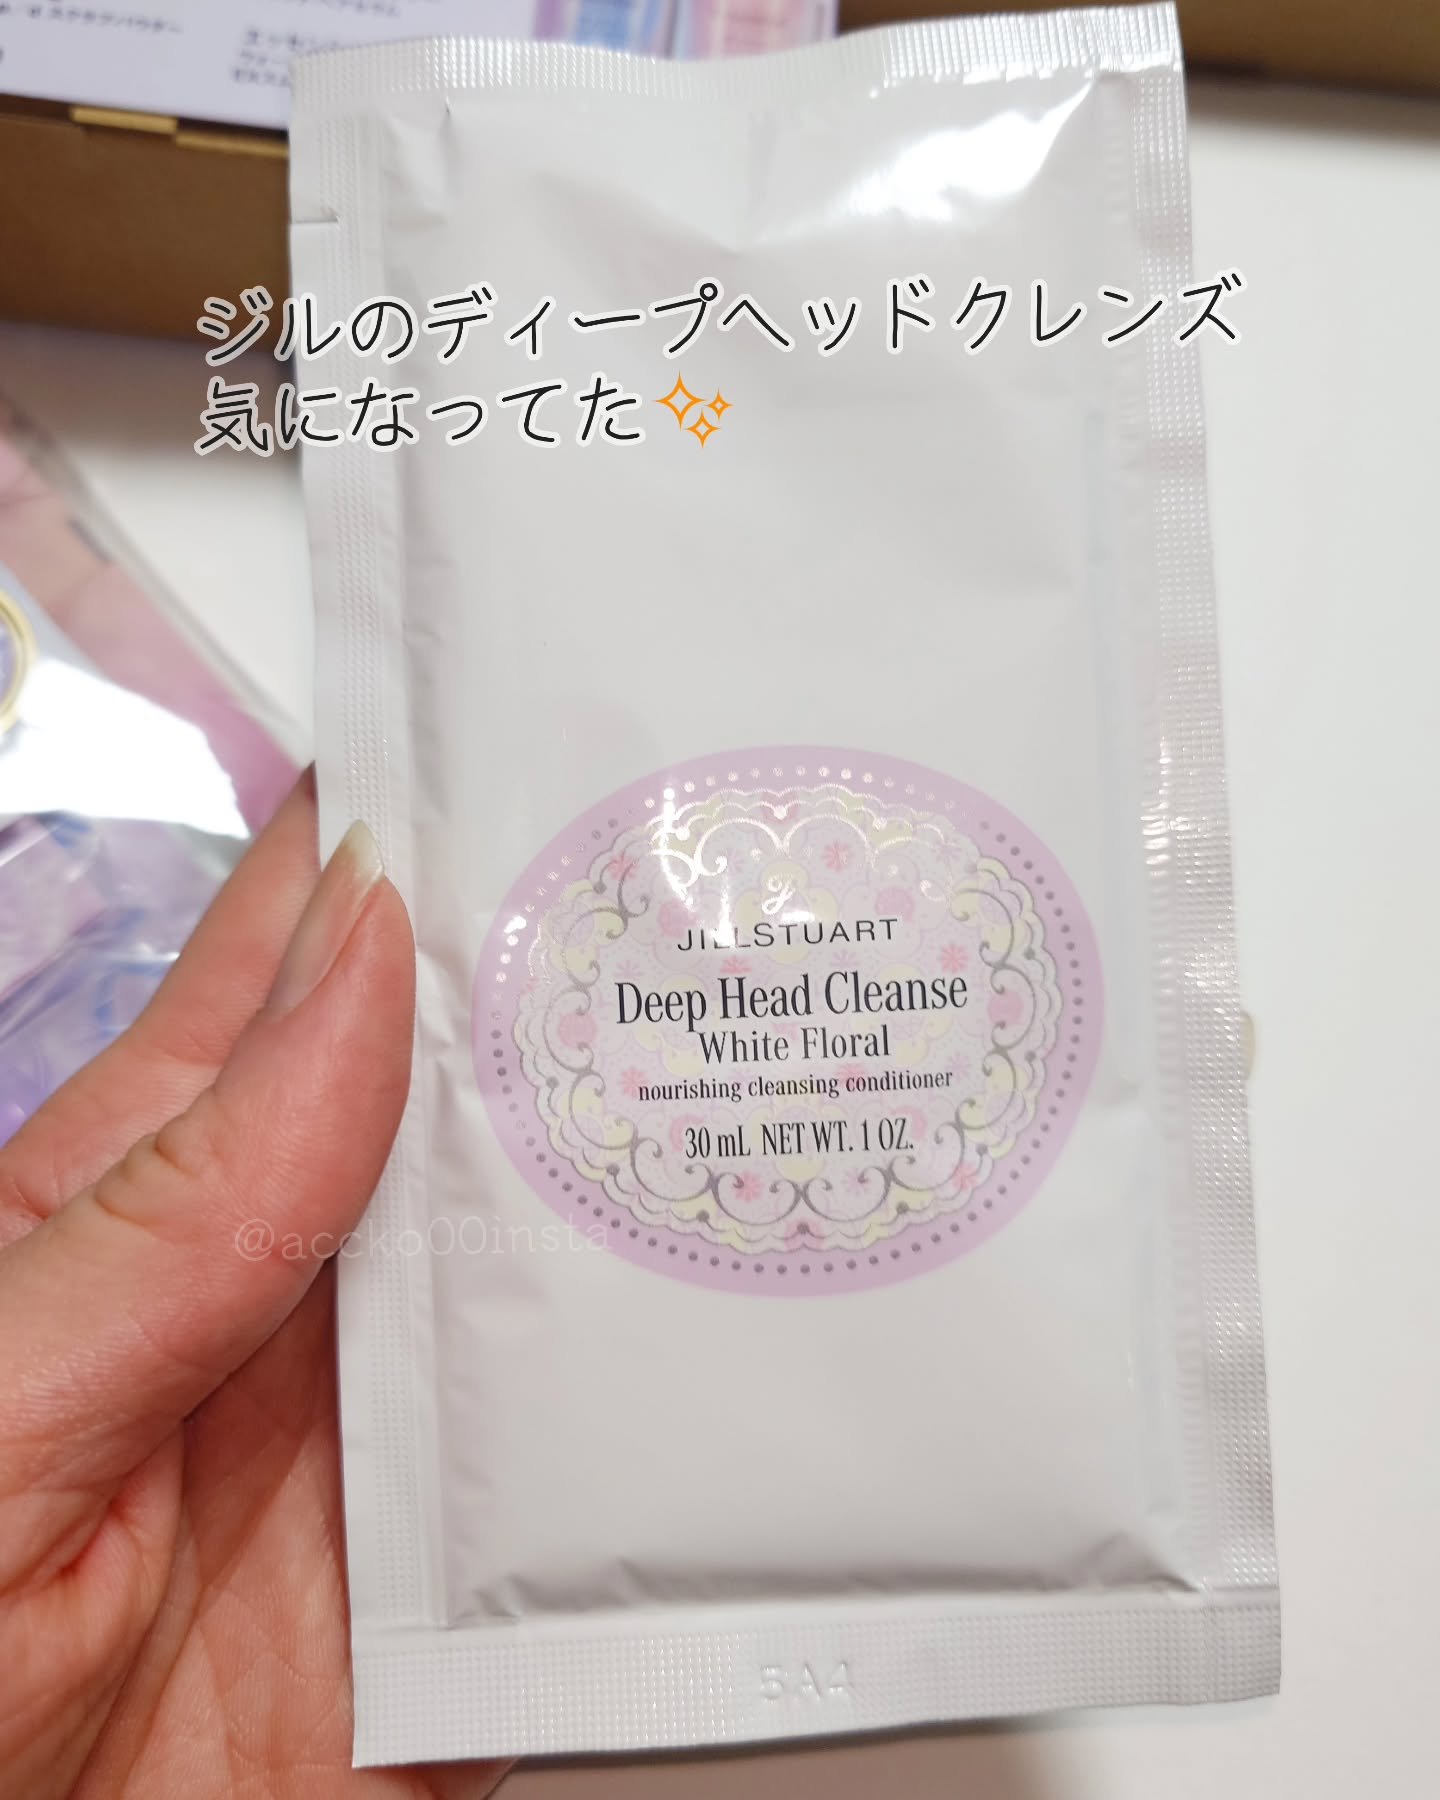 ジルのディープヘッドクレンズ
気になってた✨
JILLSTUART
Deep Head Cleanse
White Floral
nourishing cleansing conditioner
30 mL NET WT. 1 OZ.
@accko00insta
5A4